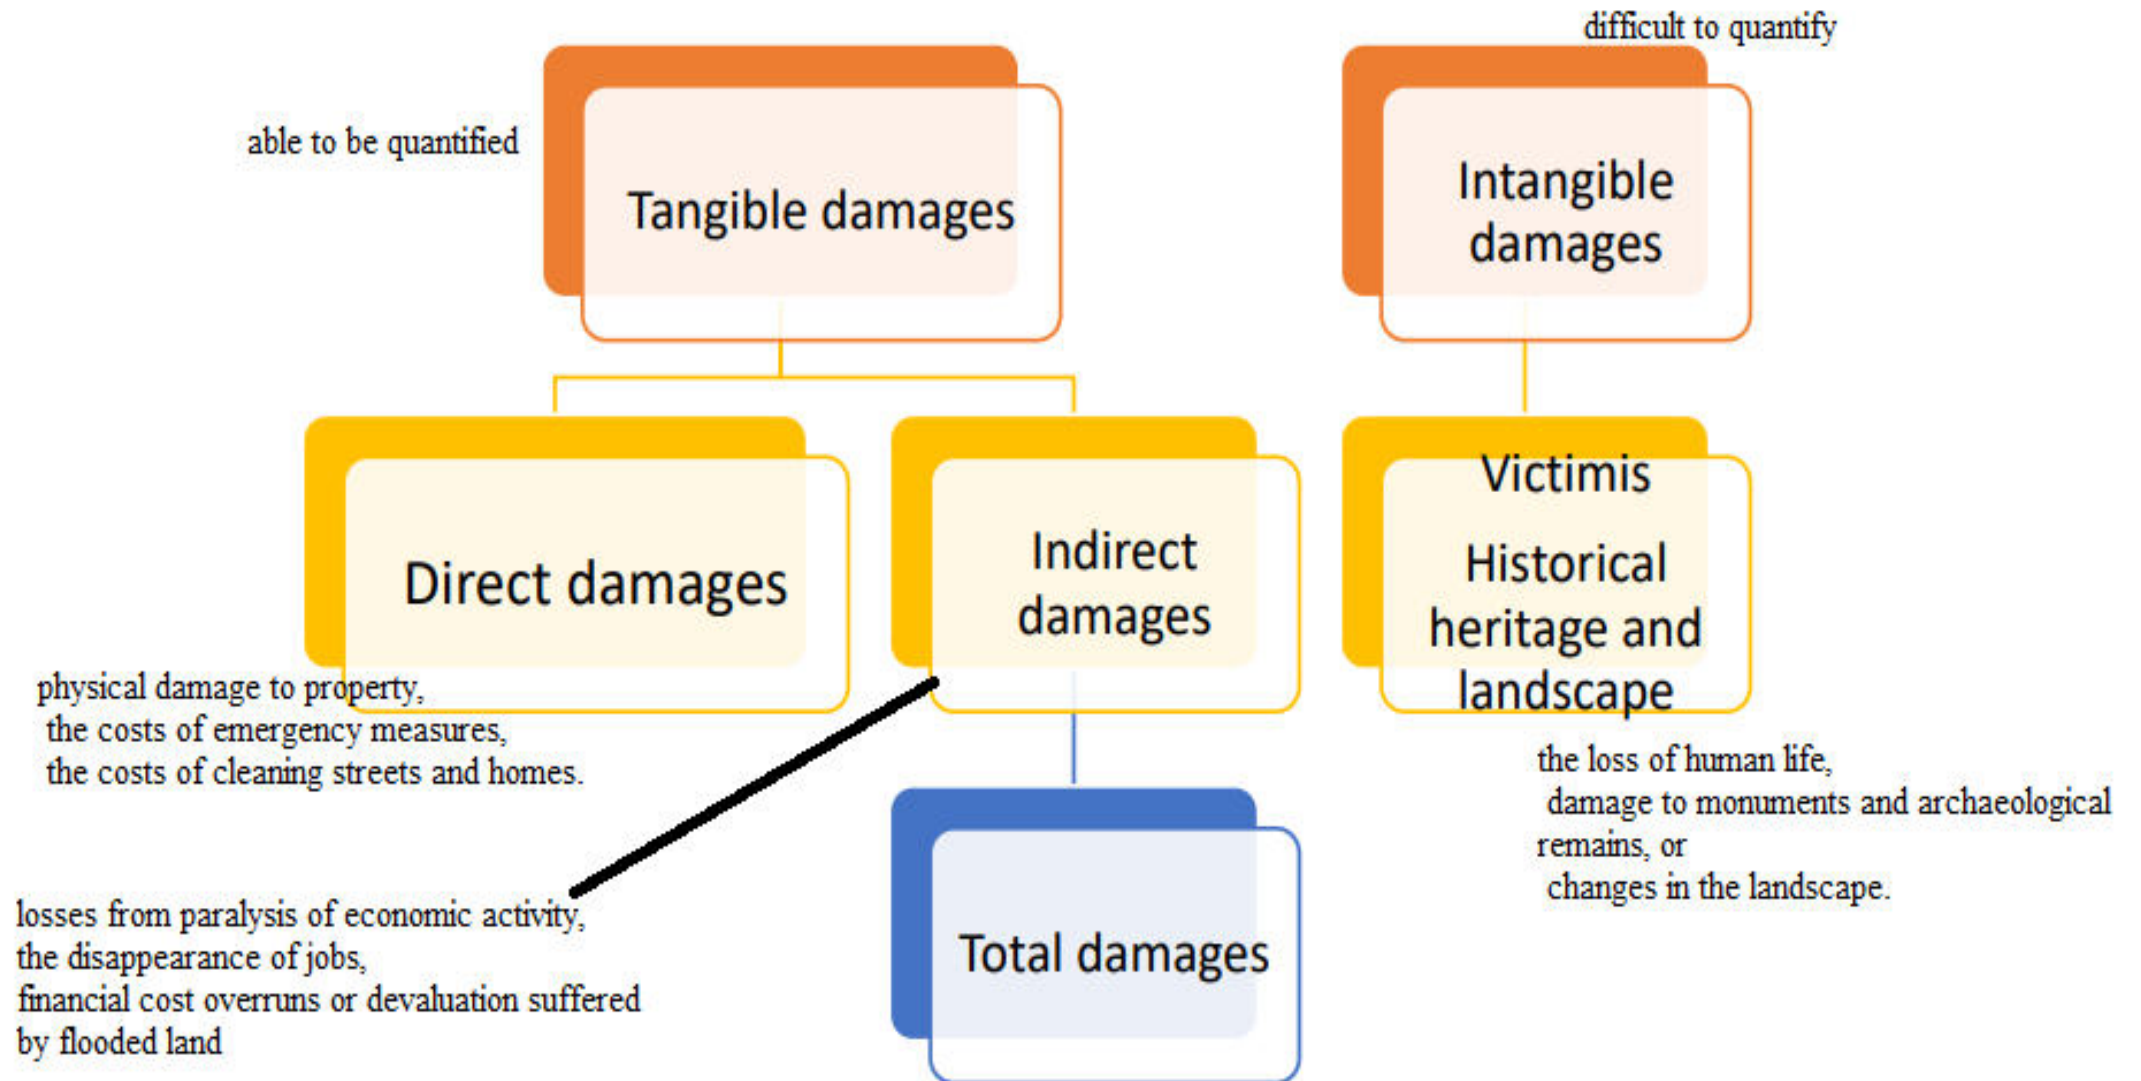 difficult to quantify
able to be quantified
Tangible damages
Intangible
damages
Direct damages
Indirect
damages
Victimis
Historical
heritage and
landscape
physical damage to property,
the costs of emergency measures,
the costs of cleaning streets and homes.
the loss of human life,
damage to monuments and archaeological
remains, or
changes in the landscape.
losses from paralysis of economic activity,
the disappearance of jobs,
financial cost overruns or devaluation suffered
by flooded land
Total damages